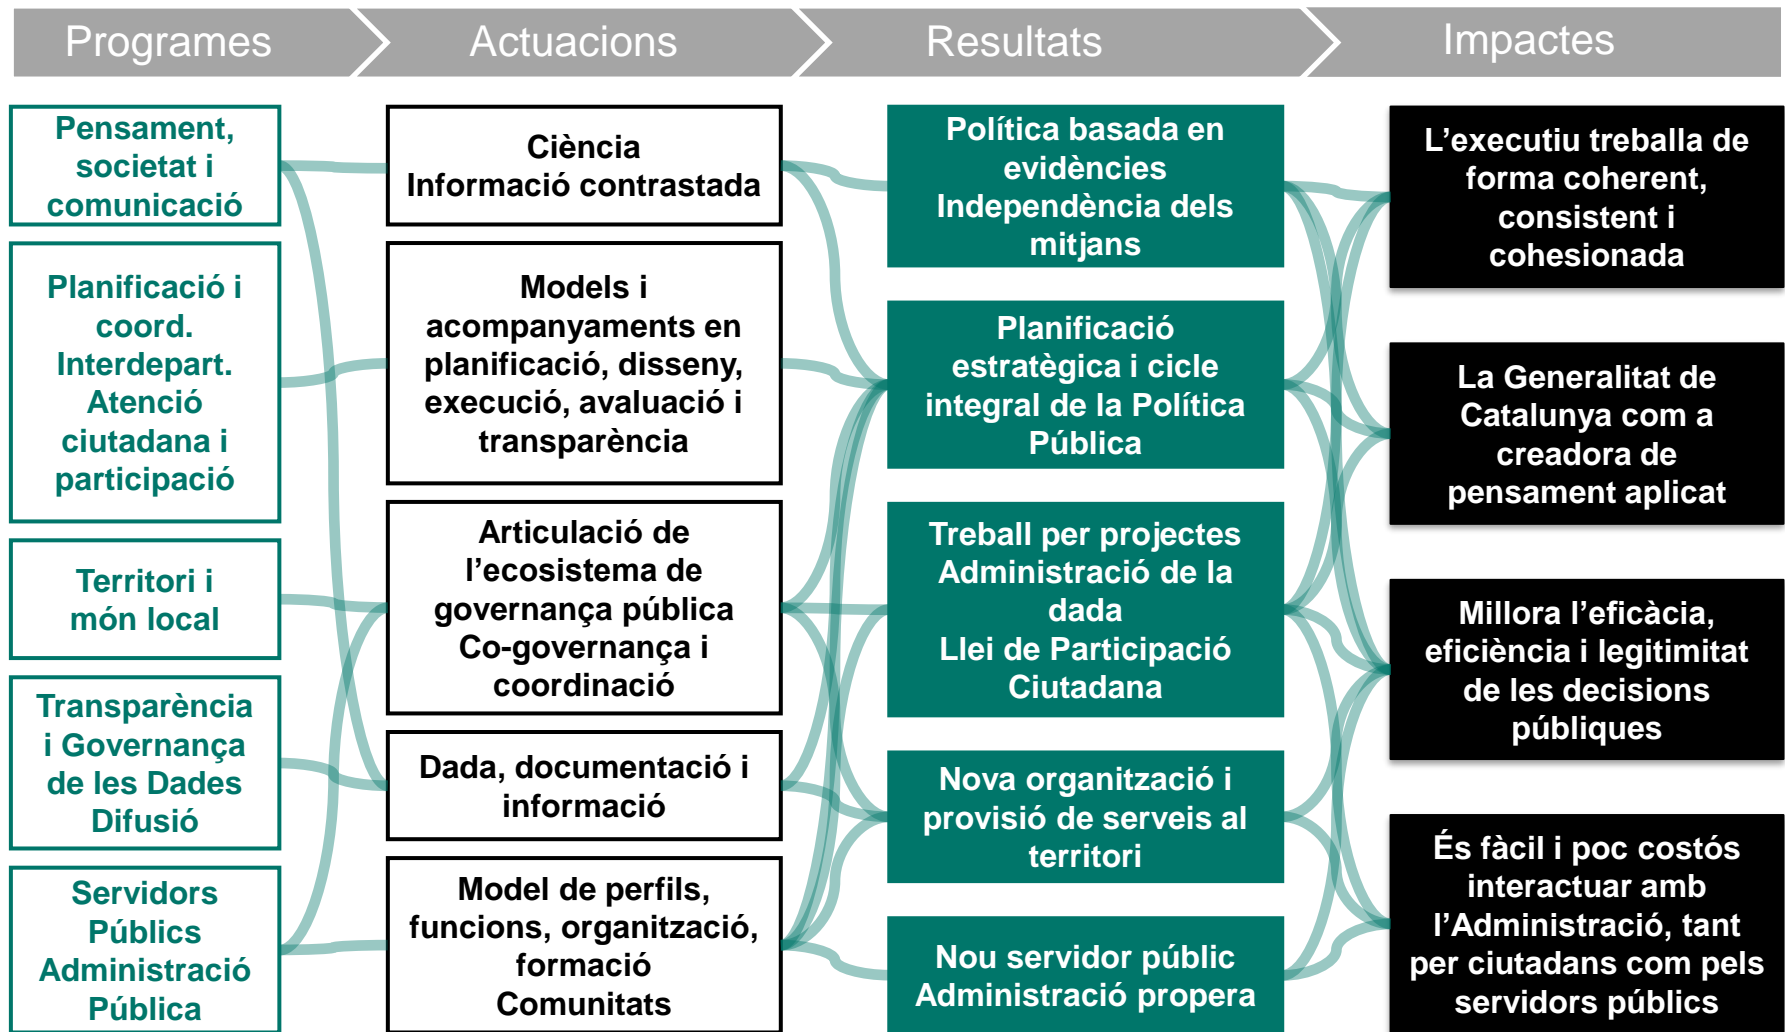 Programes
Actuacions
Resultats
Impactes
Pensament,
societat i
comunicació
Planificació i
coord.
Interdepart.
Atenció
ciutadana i
participació
Territori i
món local
Transparència
i Governança
de les Dades
Difusió
Servidors
Públics
Administració
Pública
Ciència
Informació contrastada
Models i
acompanyaments en
planificació, disseny,
execució, avaluació i
transparència
Articulació de
l’ecosistema de
governança pública
Co-governança i
coordinació
Dada, documentació i
informació
Model de perfils,
funcions, organització,
formació
Comunitats
Política basada en
evidències
Independència dels
mitjans
Planificació
estratègica i cicle
integral de la Política
Pública
Treball per projectes
Administració de la
dada
Llei de Participació
Ciutadana
Nova organització i
provisió de serveis al
territori
Nou servidor públic
Administració propera
L’executiu treballa de
forma coherent,
consistent i
cohesionada
La Generalitat de
Catalunya com a
creadora de
pensament aplicat
Millora l’eficàcia,
eficiència i legitimitat
de les decisions
públiques
És fàcil i poc costós
interactuar amb
l’Administració, tant
per ciutadans com pels
servidors públics